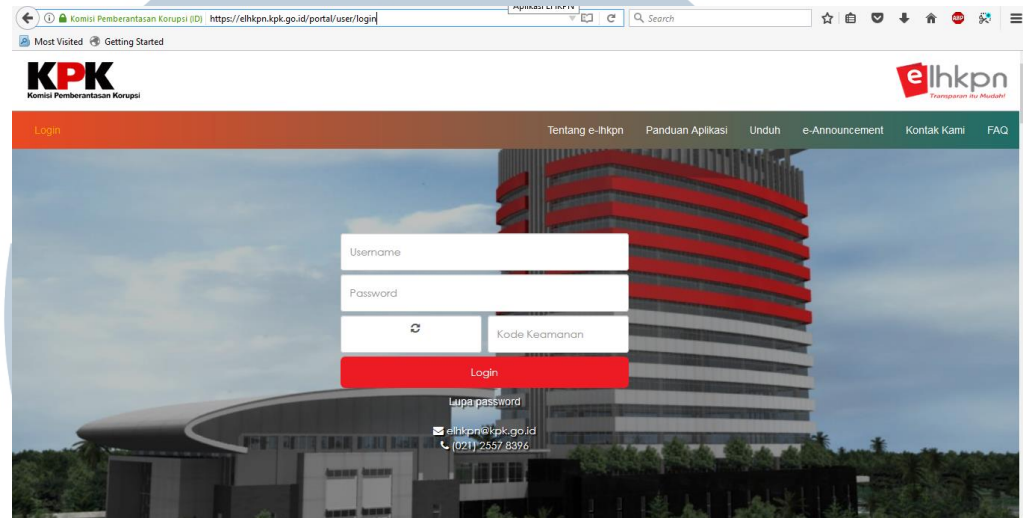 Aplikasi LHKPN
Komisi Pemberantasan Korupsi (ID) https://elhkpn.kpk.go.id/portal/user/login Search ABP
Most Visited Getting Started
KPK
Komisi Pemberantasan Korupsi
elhkpn
Transparan itu Mudah!
Login Tentang e-lhkpn Panduan Aplikasi Unduh e-Announcement Kontak Kami FAQ
Username
Password
Kode Keamanan
Login
Lupa password
elhkpn@kpk.go.id
(021) 2557 8396